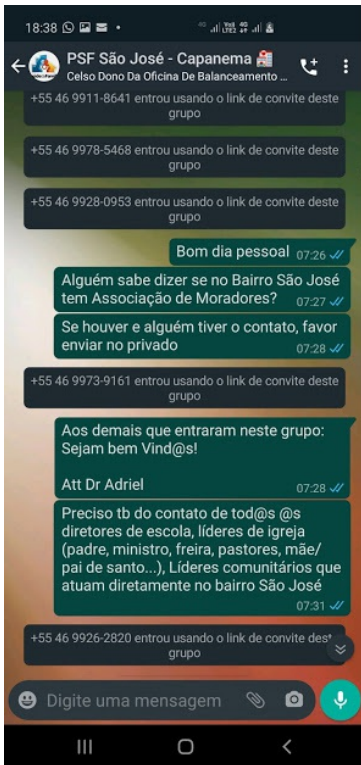 18:38
PSF São José - Capanema
Celso Dono Da Oficina De Balanceamento ...
+55 46 9911-8641 entrou usando o link de convite deste
grupo
+55 46 9978-5468 entrou usando o link de convite deste
grupo
+55 46 9928-0953 entrou usando o link de convite deste
grupo
Bom dia pessoal 07:26
Alguém sabe dizer se no Bairro São José
tem Associação de Moradores? 07:27
Se houver e alguém tiver o contato, favor
enviar no privado
07:28
+55 46 9973-9161 entrou usando o link de convite deste
grupo
Aos demais que entraram neste grupo:
Sejam bem Vind@s!
Att Dr Adriel 07:28
Preciso tb do contato de tod@s @s
diretores de escola, líderes de igreja
(padre, ministro, freira, pastores, mãe/
pai de santo...), Líderes comunitários que
atuam diretamente no bairro São José
07:31
+55 46 9926-2820 entrou usando o link de convite
grupo
Digite uma mensagem